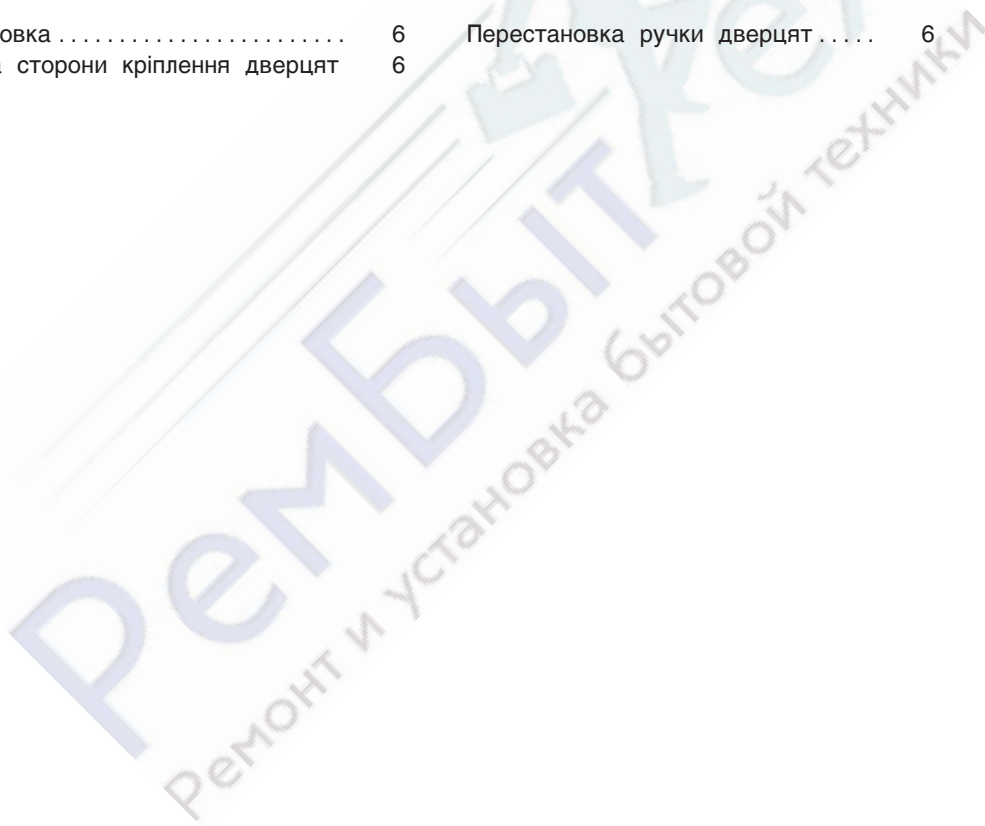 овка . . . . . . . . . . . . . . . . . . . . . . . . 6
сторони кріплення дверцят 6
Перестановка ручки дверцят . . . . . 6
РемБыт
Ремонт и установка бытовой техники